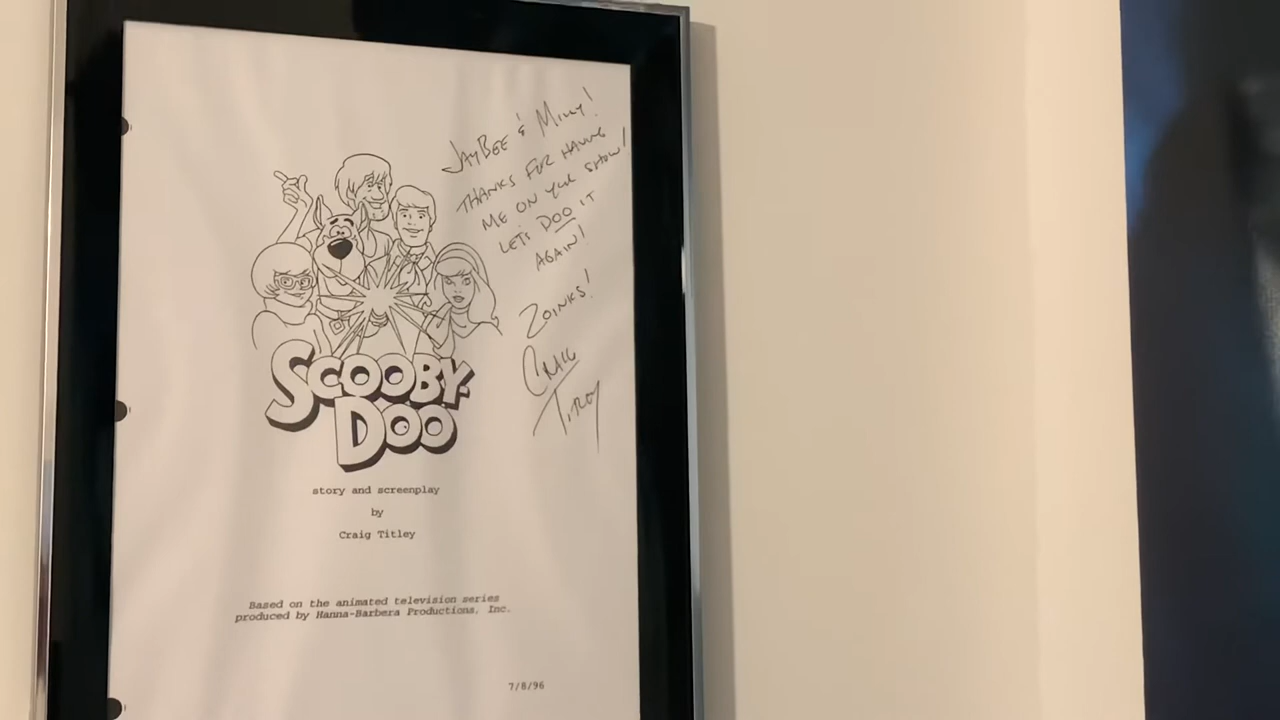 JAYBEE & MILLY!
THANKS FOR HAVING
ME ON YOUR SHOW!
LET'S DOO IT
AGAIN!
ZOINKS!
CRAIG
TITLEY
SCOOBY-
DOO
story and screenplay
by
Craig Titley
Based on the animated television series
produced by Hanna-Barbera Productions, Inc.
7/8/96